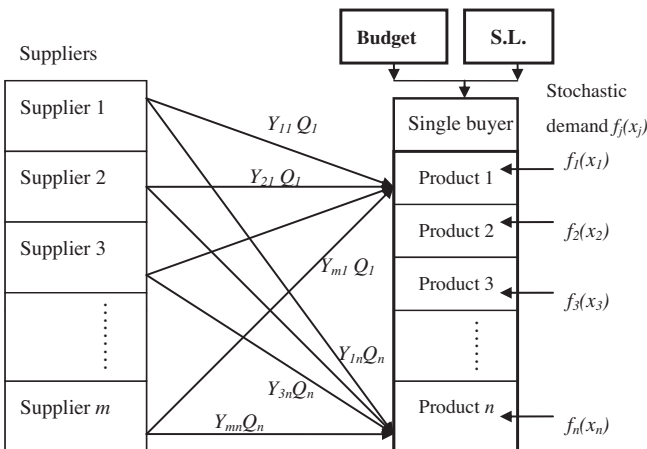 Suppliers
Budget
S.L.
Supplier 1
Supplier 2
Supplier 3
Supplier m
Single buyer
Product 1
Product 2
Product 3
Product n
Stochastic
demand fj(xj)
f1(x1)
f2(x2)
f3(x3)
fn(xn)
Y11 Q1
Y21 Q1
Ym1 Q1
Y1nQn
Y3nQn
YmnQn